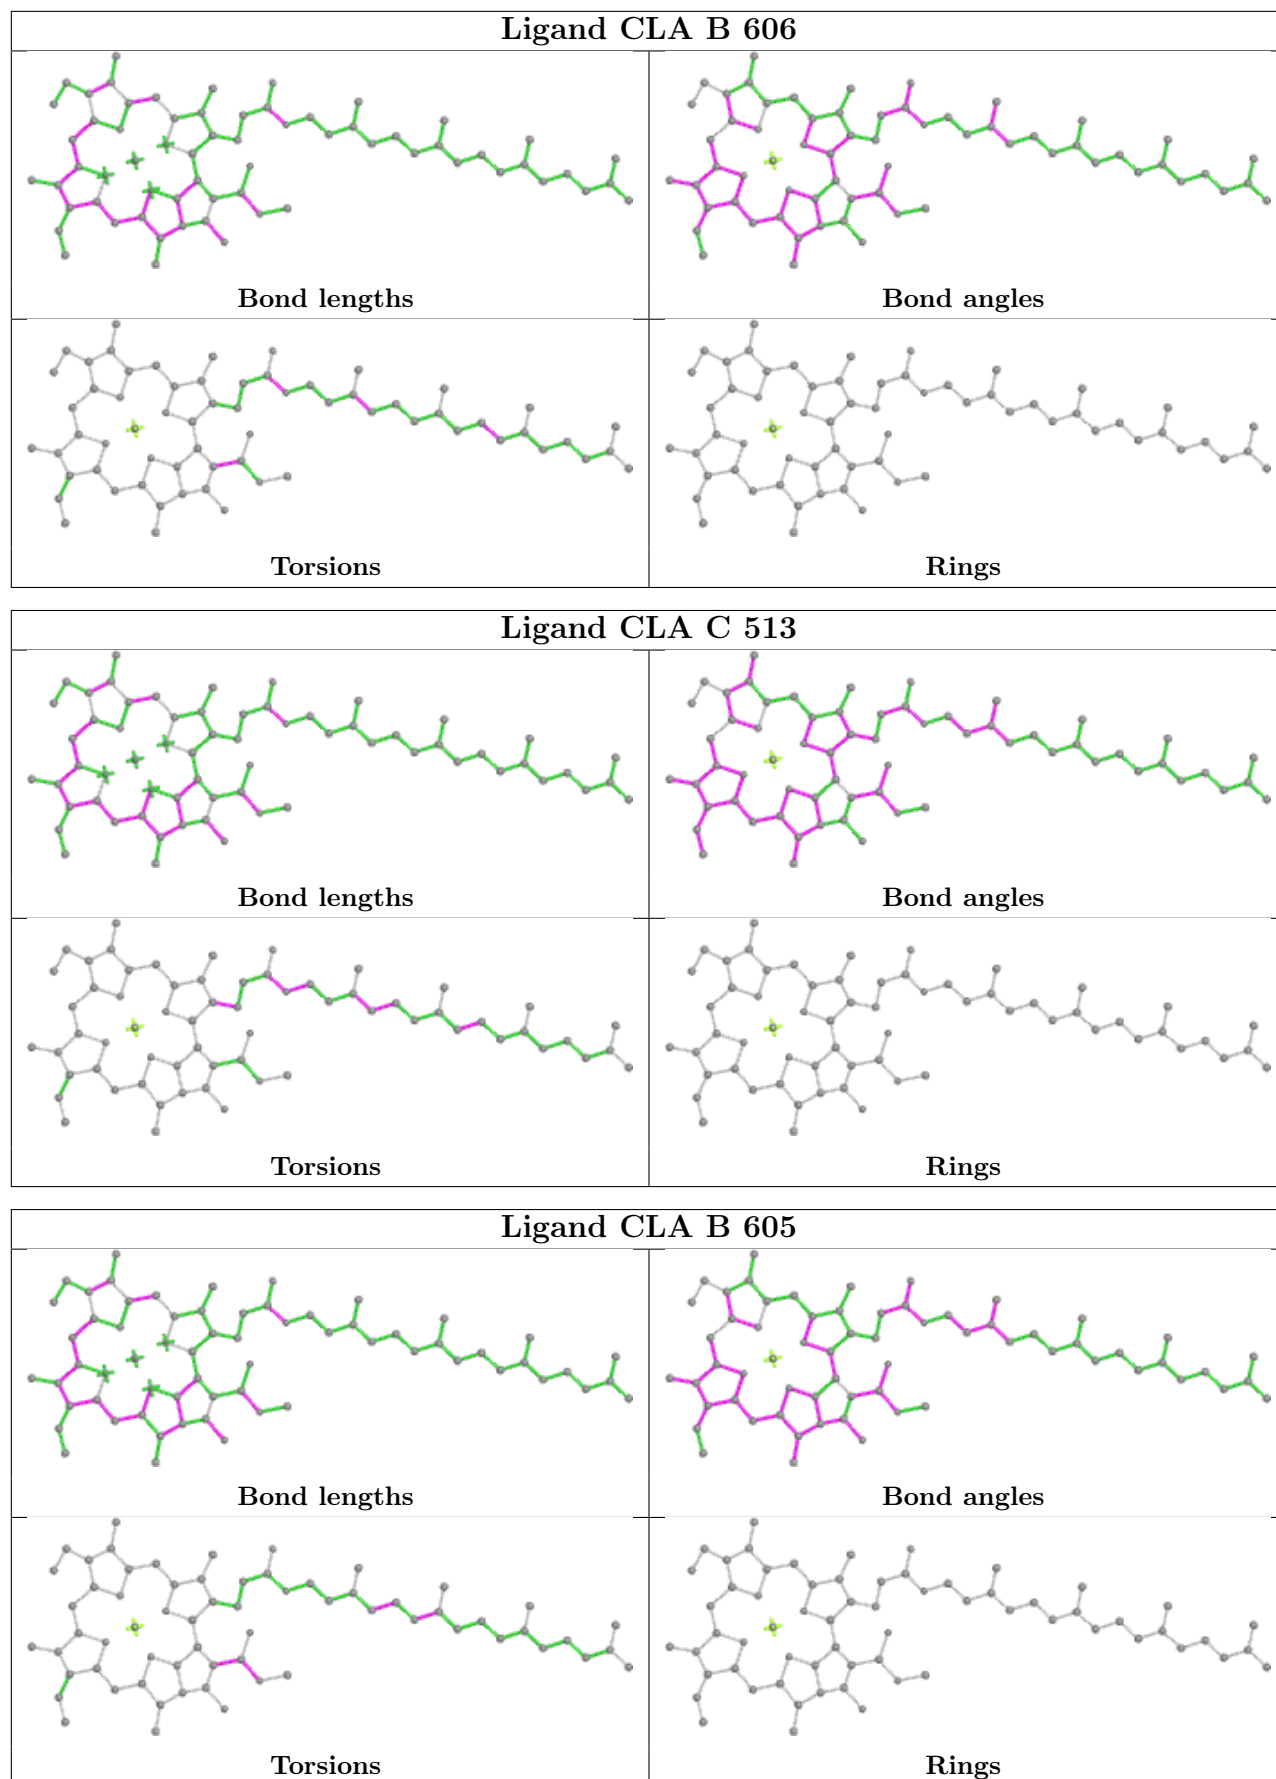 Ligand CLA B 606
Bond lengths
Bond angles
Torsions
Rings
Ligand CLA C 513
Bond lengths
Bond angles
Torsions
Rings
Ligand CLA B 605
Bond lengths
Bond angles
Torsions
Rings